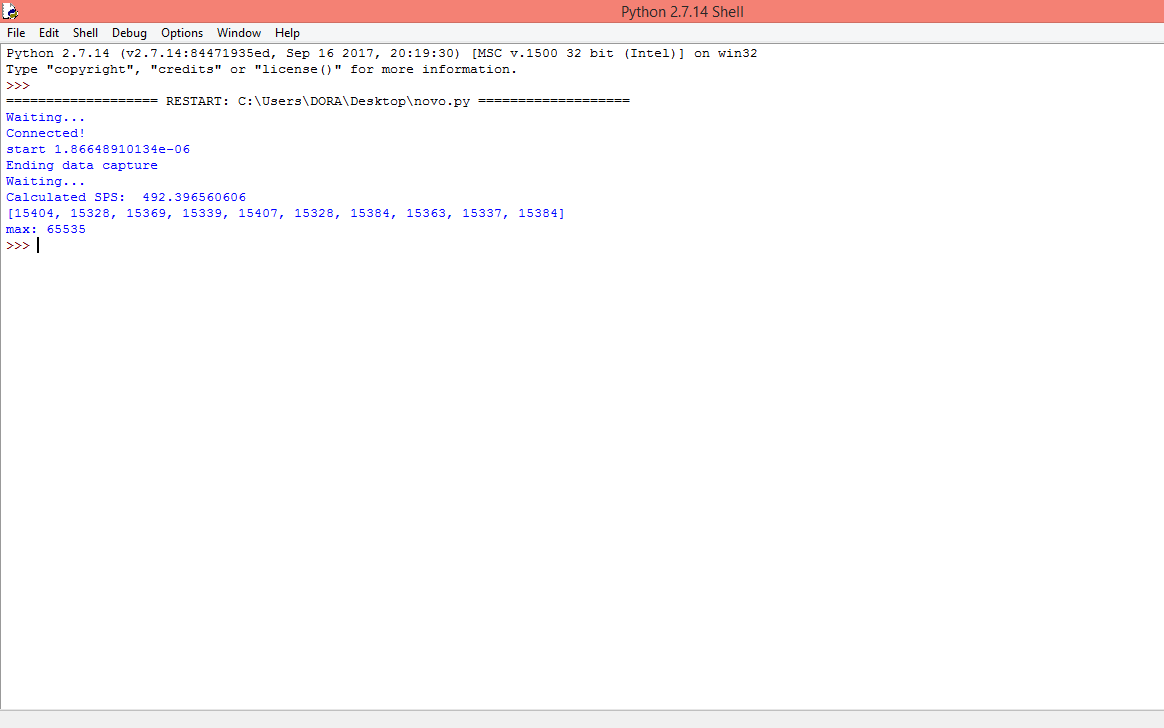 Python 2.7.14 Shell
File Edit Shell Debug Options Window Help
Python 2.7.14 (v2.7.14:84471935ed, Sep 16 2017, 20:19:30) [MSC v.1500 32 bit (Intel)] on win32
Type "copyright", "credits" or "license()" for more information.
>>>
=================== RESTART: C:\Users\DORA\Desktop\novo.py ===================
Waiting...
Connected!
start 1.86648910134e-06
Ending data capture
Waiting...
Calculated SPS:  492.396560606
[15404, 15328, 15369, 15339, 15407, 15328, 15384, 15363, 15337, 15384]
max: 65535
>>>